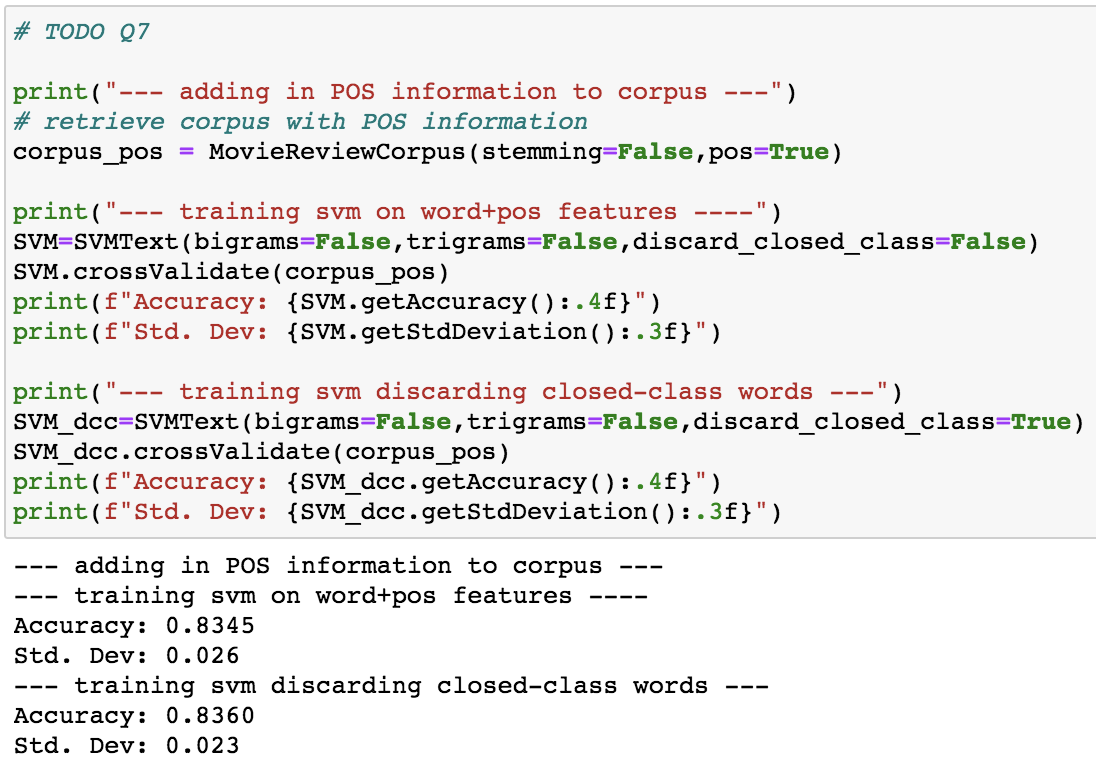 # TODO Q7
print("--- adding in POS information to corpus ---")
# retrieve corpus with POS information
corpus_pos = MovieReviewCorpus(stemming=False,pos=True)
print("--- training svm on word+pos features ----")
SVM=SVMText(bigrams=False,trigrams=False,discard_closed_class=False)
SVM.crossValidate(corpus_pos)
print(f"Accuracy: {SVM.getAccuracy():.4f}")
print(f"Std. Dev: {SVM.getStdDeviation():.3f}")
print("--- training svm discarding closed-class words ---")
SVM_dcc=SVMText(bigrams=False,trigrams=False,discard_closed_class=True)
SVM_dcc.crossValidate(corpus_pos)
print(f"Accuracy: {SVM_dcc.getAccuracy():.4f}")
print(f"Std. Dev: {SVM_dcc.getStdDeviation():.3f}")
--- adding in POS information to corpus ---
--- training svm on word+pos features ----
Accuracy: 0.8345
Std. Dev: 0.026
--- training svm discarding closed-class words ---
Accuracy: 0.8360
Std. Dev: 0.023